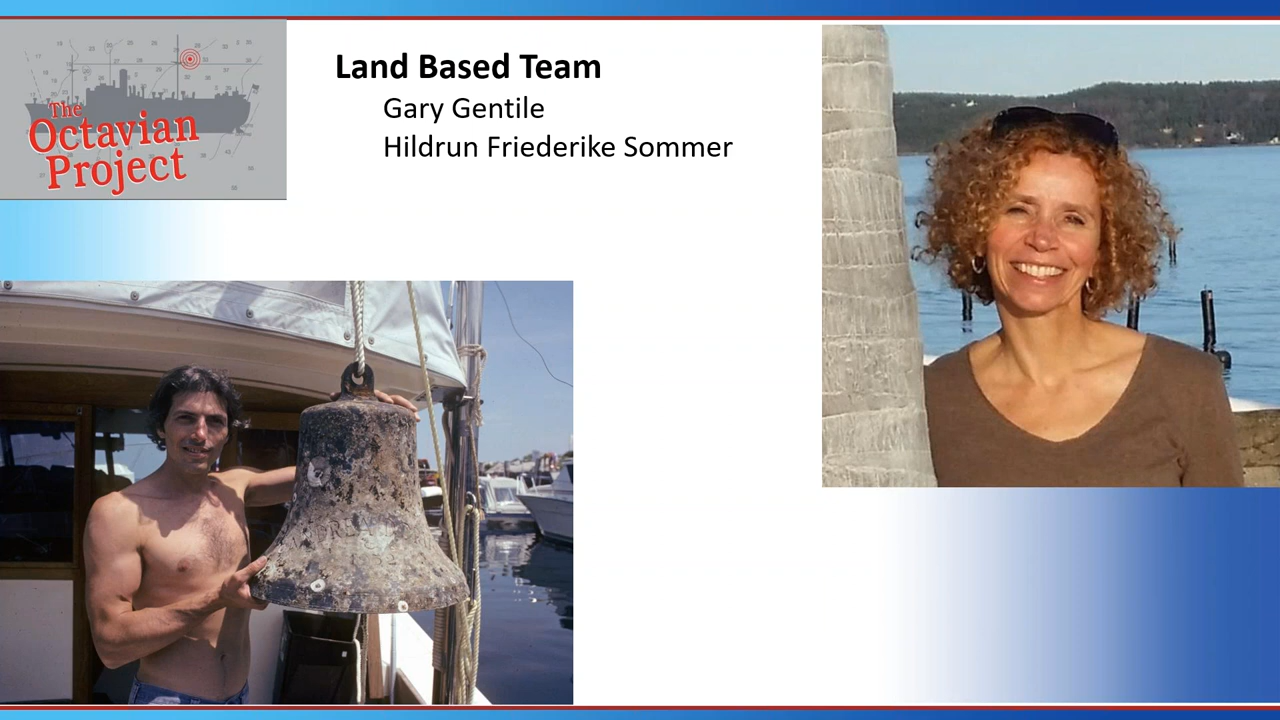 The
Octavian
Project
Land Based Team
Gary Gentile
Hildrun Friederike Sommer